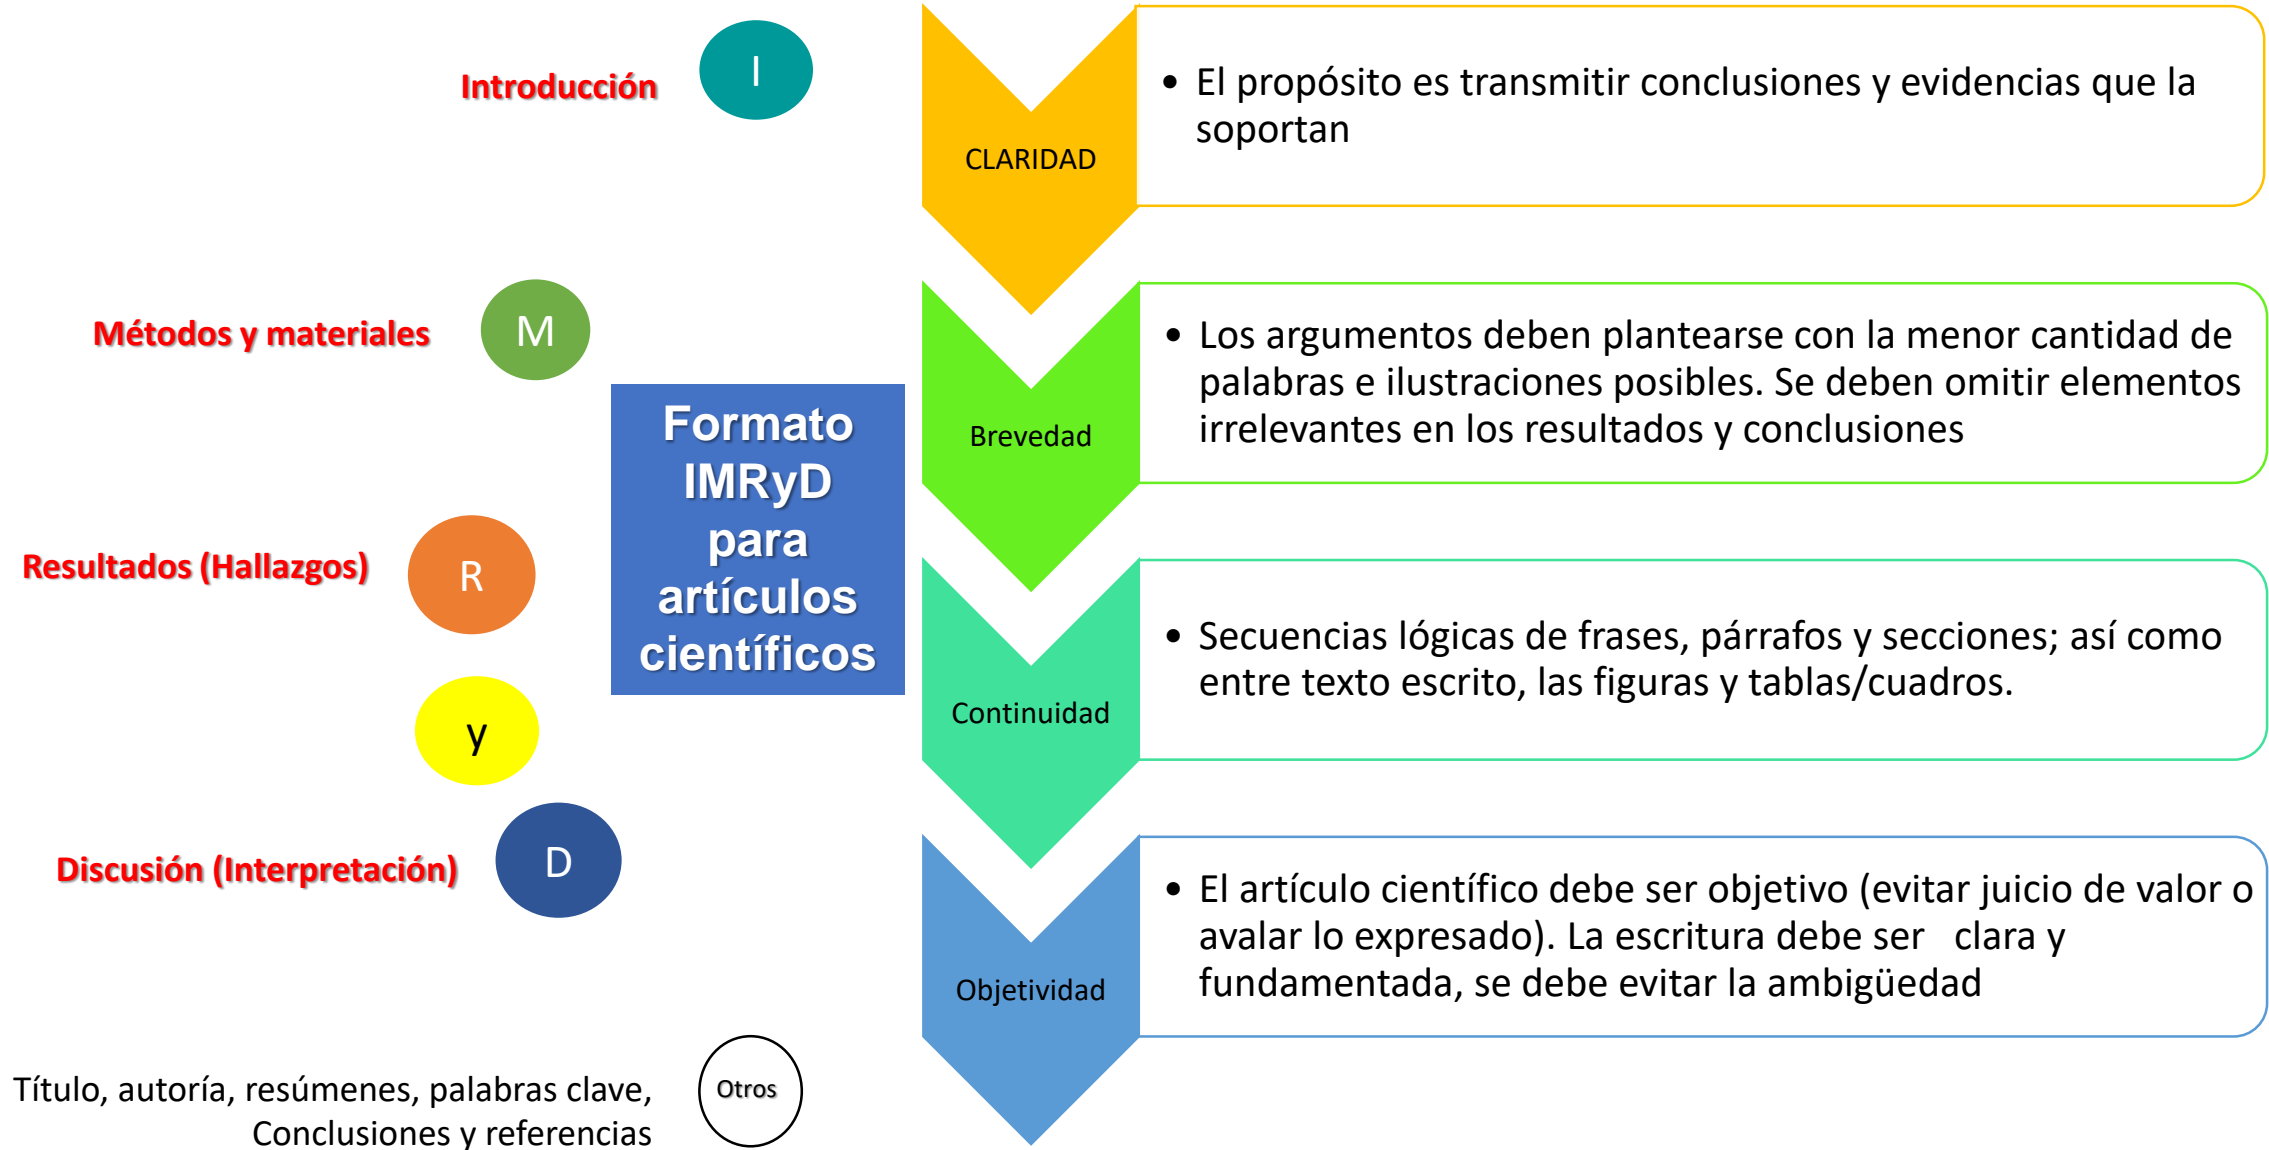 Introducción
I
Métodos y materiales
M
Resultados (Hallazgos)
R
y
Discusión (Interpretación)
D
Título, autoría, resúmenes, palabras clave,
Conclusiones y referencias
Otros
Formato
IMRyD
para
artículos
científicos
CLARIDAD
• El propósito es transmitir conclusiones y evidencias que la
soportan
Brevedad
• Los argumentos deben plantearse con la menor cantidad de
palabras e ilustraciones posibles. Se deben omitir elementos
irrelevantes en los resultados y conclusiones
Continuidad
• Secuencias lógicas de frases, párrafos y secciones; así como
entre texto escrito, las figuras y tablas/cuadros.
Objetividad
• El artículo científico debe ser objetivo (evitar juicio de valor o
avalar lo expresado). La escritura debe ser   clara y
fundamentada, se debe evitar la ambigüedad